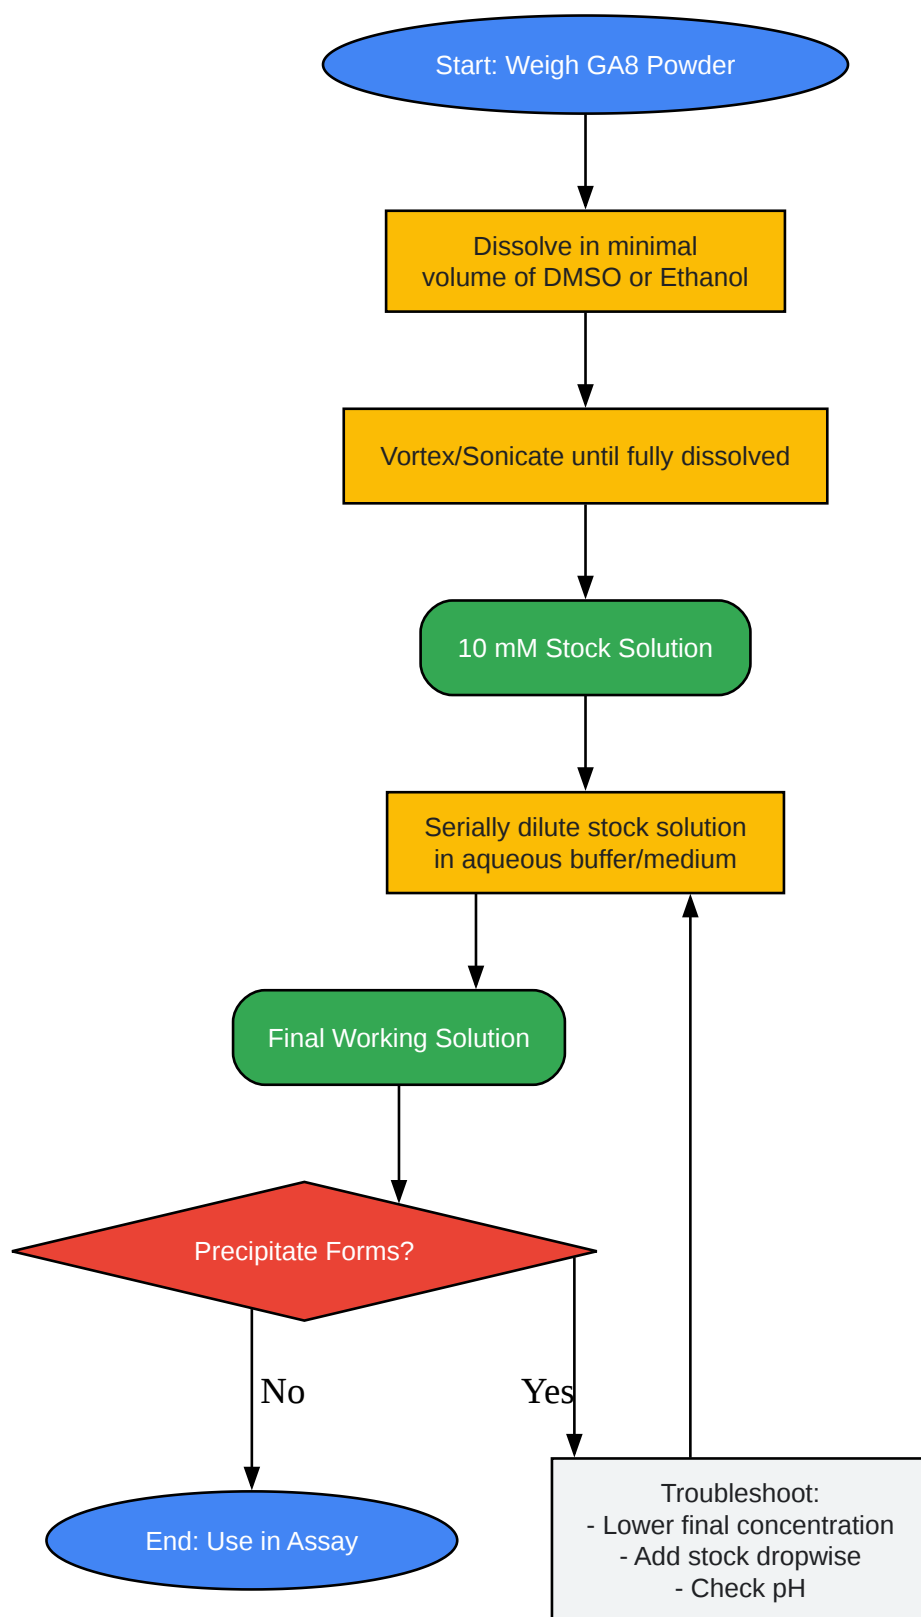 Start: Weigh GA8 Powder
Dissolve in minimal
volume of DMSO or Ethanol
Vortex/Sonicate until fully dissolved
10 mM Stock Solution
Serially dilute stock solution
in aqueous buffer/medium
Final Working Solution
Precipitate Forms?
No
Yes
End: Use in Assay
Troubleshoot:
- Lower final concentration
- Add stock dropwise
- Check pH